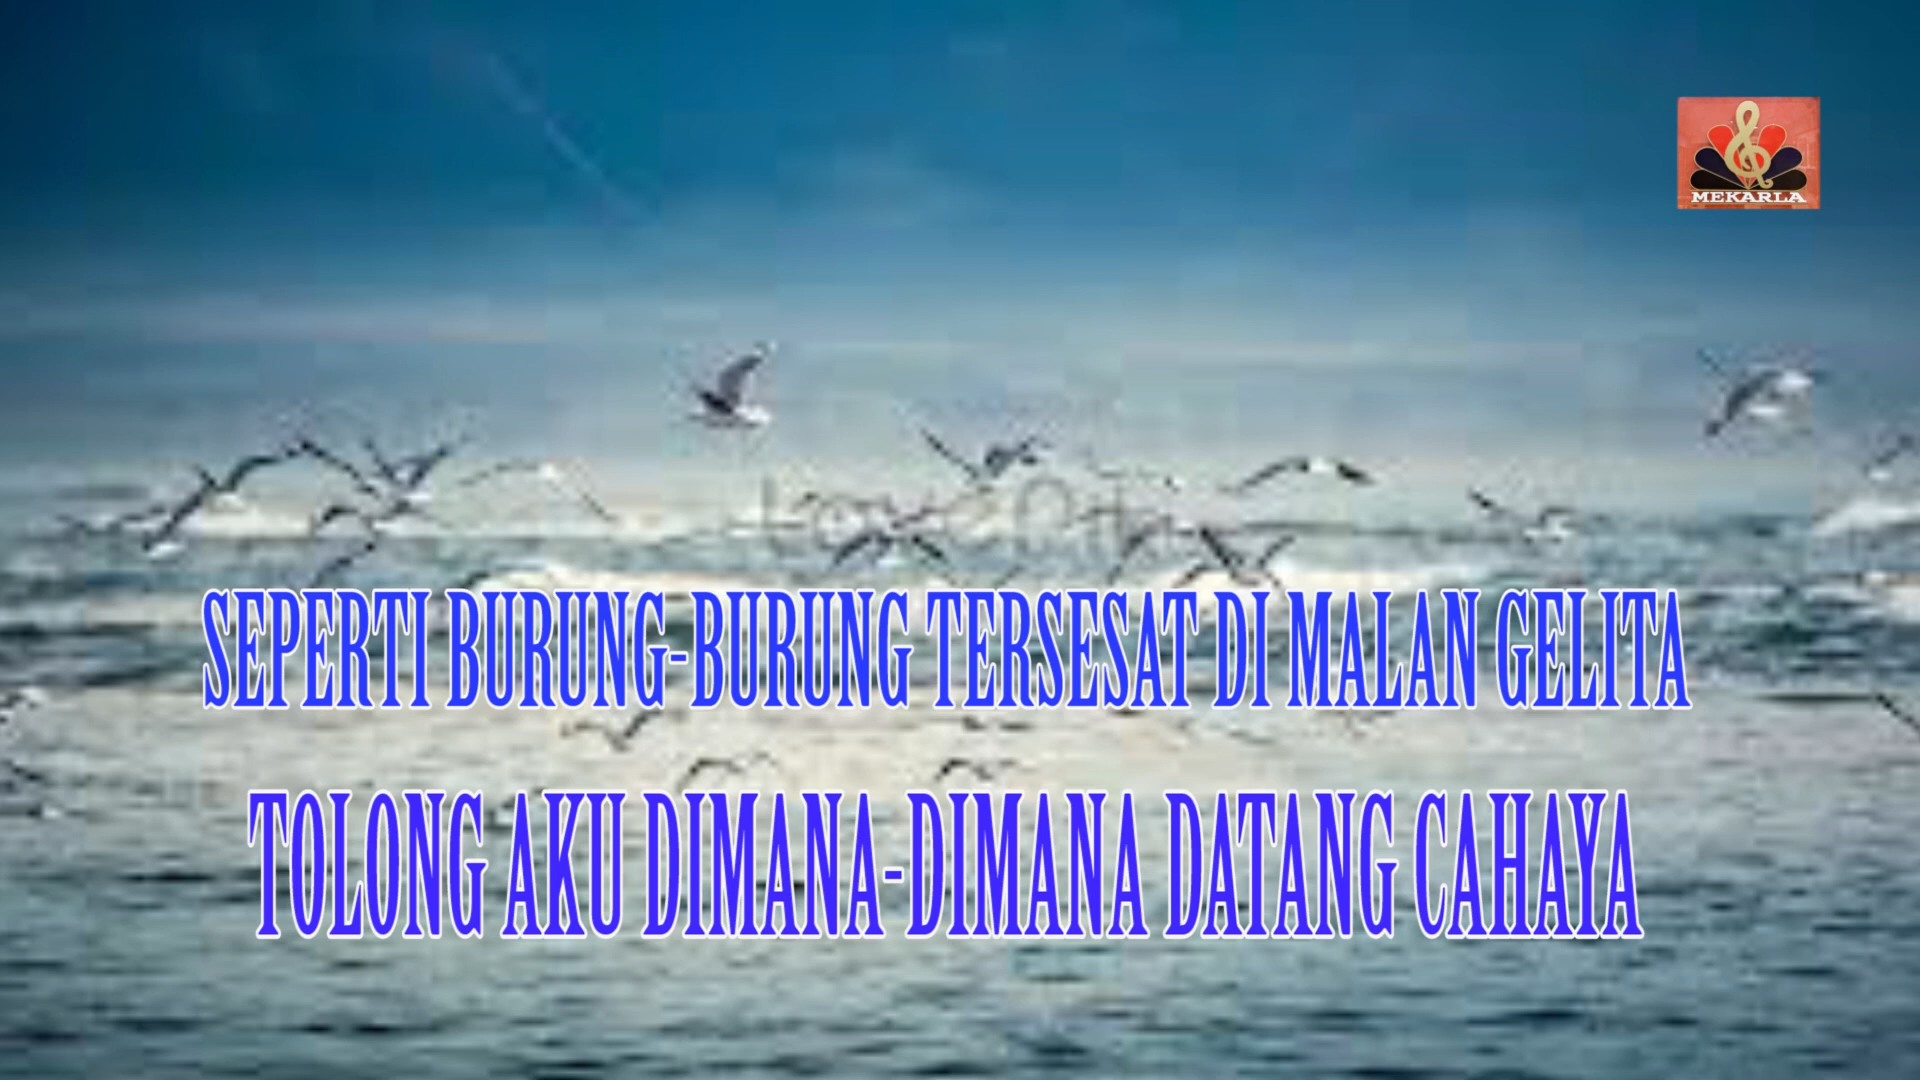 MEKARLA
SEPERTI BURUNG-BURUNG TERSESAT DI MALAN GELITA
TOLONG AKU DIMANA-DIMANA DATANG CAHAYA